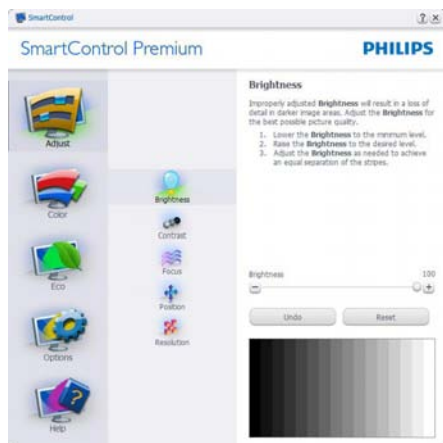 SmartControl
SmartControl Premium
PHILIPS
Adjust
Color
Eco
Options
Help
Brightness
Contrast
Focus
Position
Resolution
Brightness
Improperly adjusted Brightness will result in a loss of
detail in darker image areas. Adjust the Brightness for
the best possible picture quality.
1. Lower the Brightness to the minimum level.
2. Raise the Brightness to the desired level.
3. Adjust the Brightness as needed to achieve
an equal separation of the stripes.
Brightness 100
Undo Reset